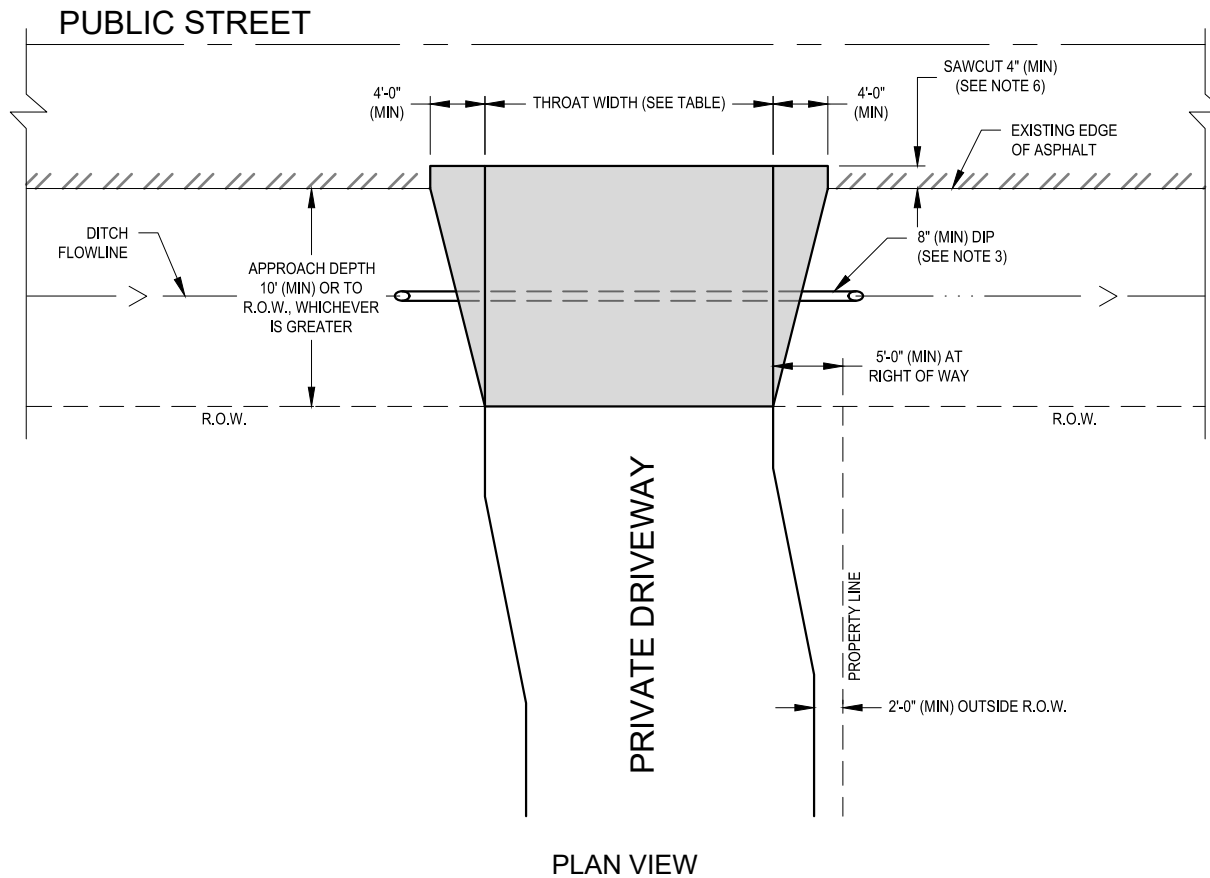 PUBLIC STREET
4'-0"
(MIN)
THROAT WIDTH (SEE TABLE)
4'-0"
(MIN)
SAWCUT 4" (MIN)
(SEE NOTE 6)
EXISTING EDGE
OF ASPHALT
DITCH
FLOWLINE
APPROACH DEPTH
10' (MIN) OR TO
R.O.W., WHICHEVER
IS GREATER
8" (MIN) DIP
(SEE NOTE 3)
5'-0" (MIN) AT
RIGHT OF WAY
R.O.W.
R.O.W.
PRIVATE DRIVEWAY
PROPERTY LINE
2'-0" (MIN) OUTSIDE R.O.W.
PLAN VIEW